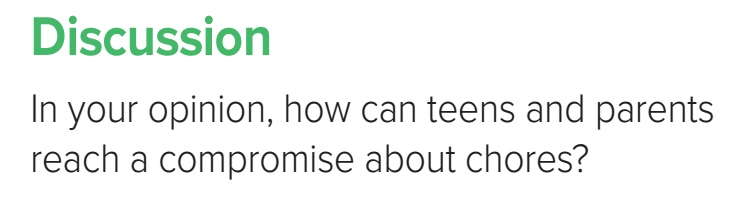 Discussion
In your opinion, how can teens and parents
reach a compromise about chores?